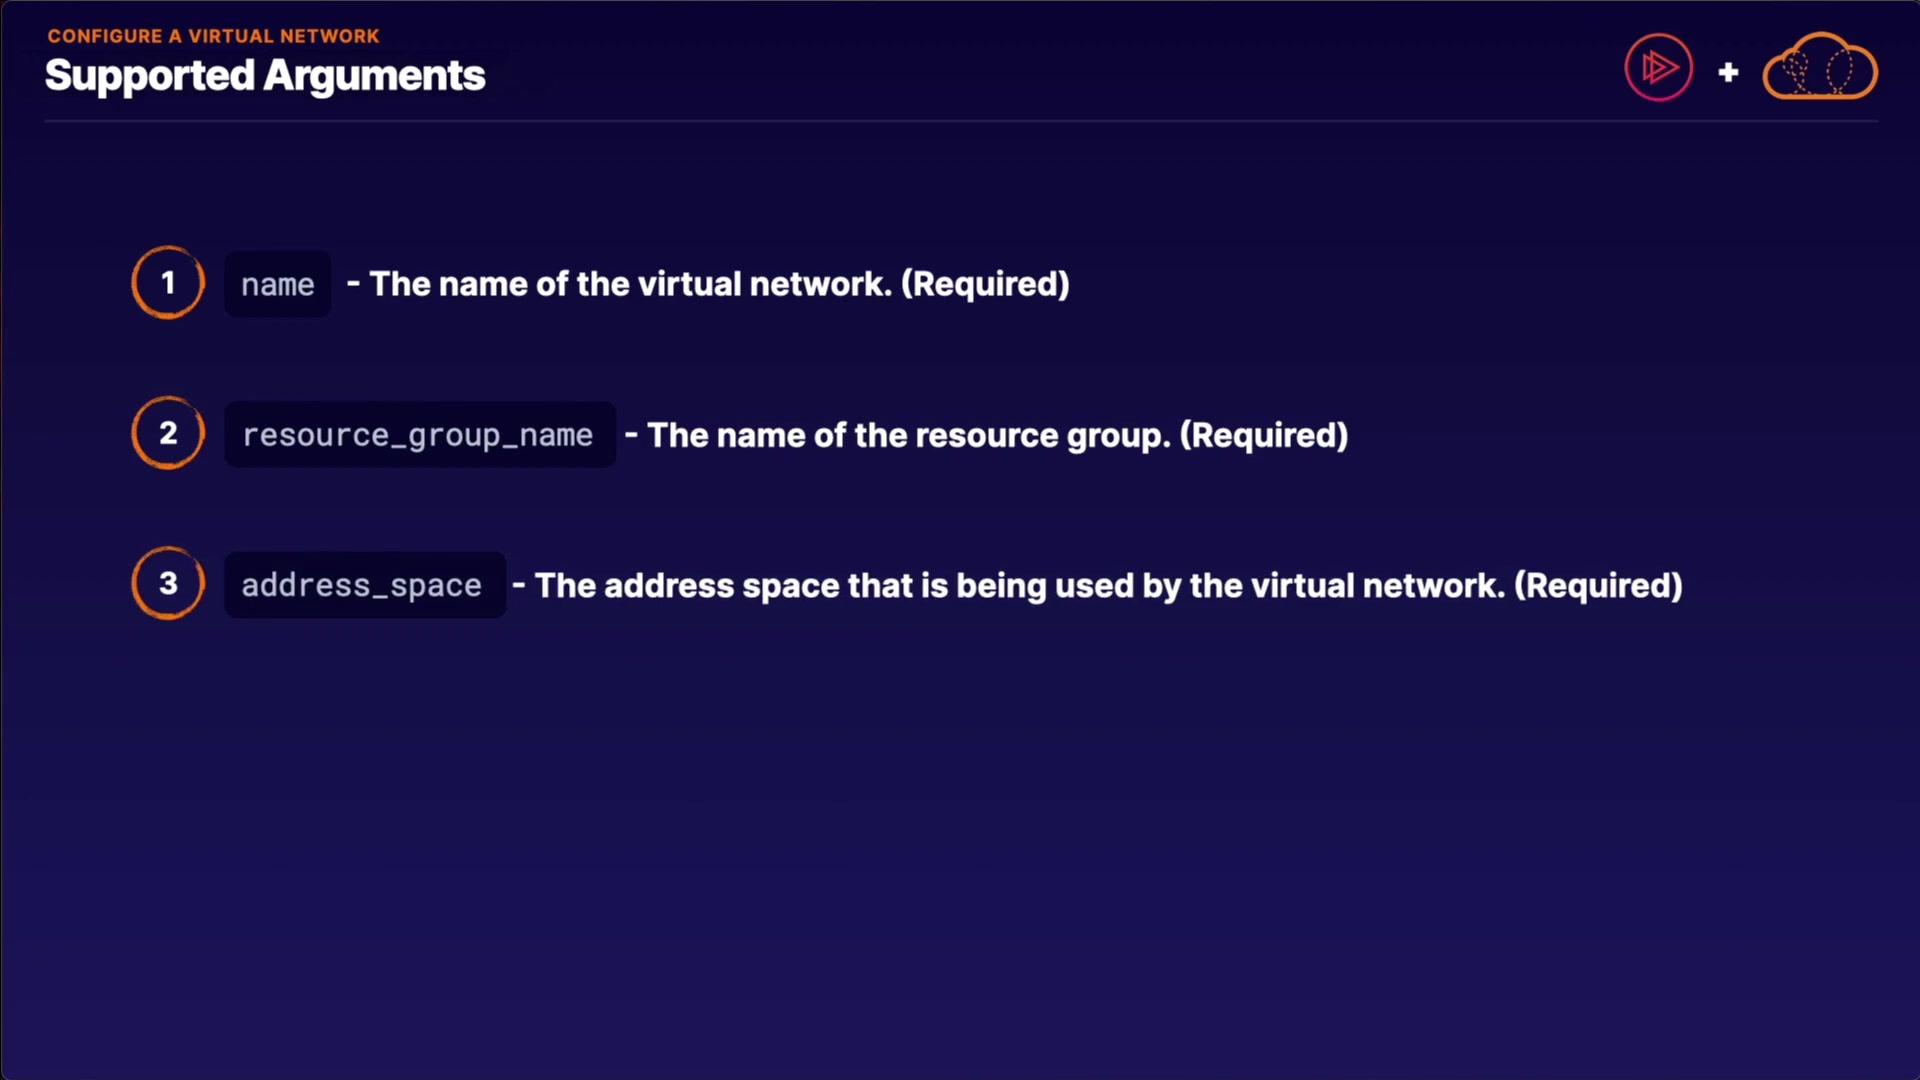 CONFIGURE A VIRTUAL NETWORK
Supported Arguments
+
1 name - The name of the virtual network. (Required)
2 resource_group_name - The name of the resource group. (Required)
3 address_space - The address space that is being used by the virtual network. (Required)